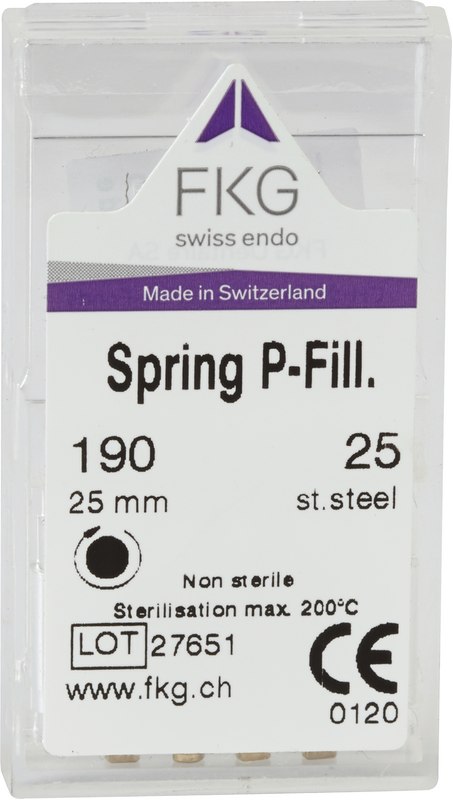 FKG
swiss endo
Made in Switzerland
Spring P-Fill.
190 25
25 mm st.steel
Non sterile
Sterilisation max. 200°C
LOT 27651
www.fkg.ch
CE
0120